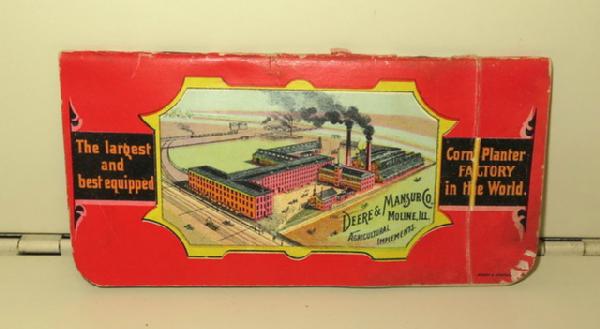 The largest
and
best equipped
Corn Planter
FACTORY
in the World.
DEERE & MANSUR CO.
MOLINE, ILL.
AGRICULTURAL
IMPLEMENTS.